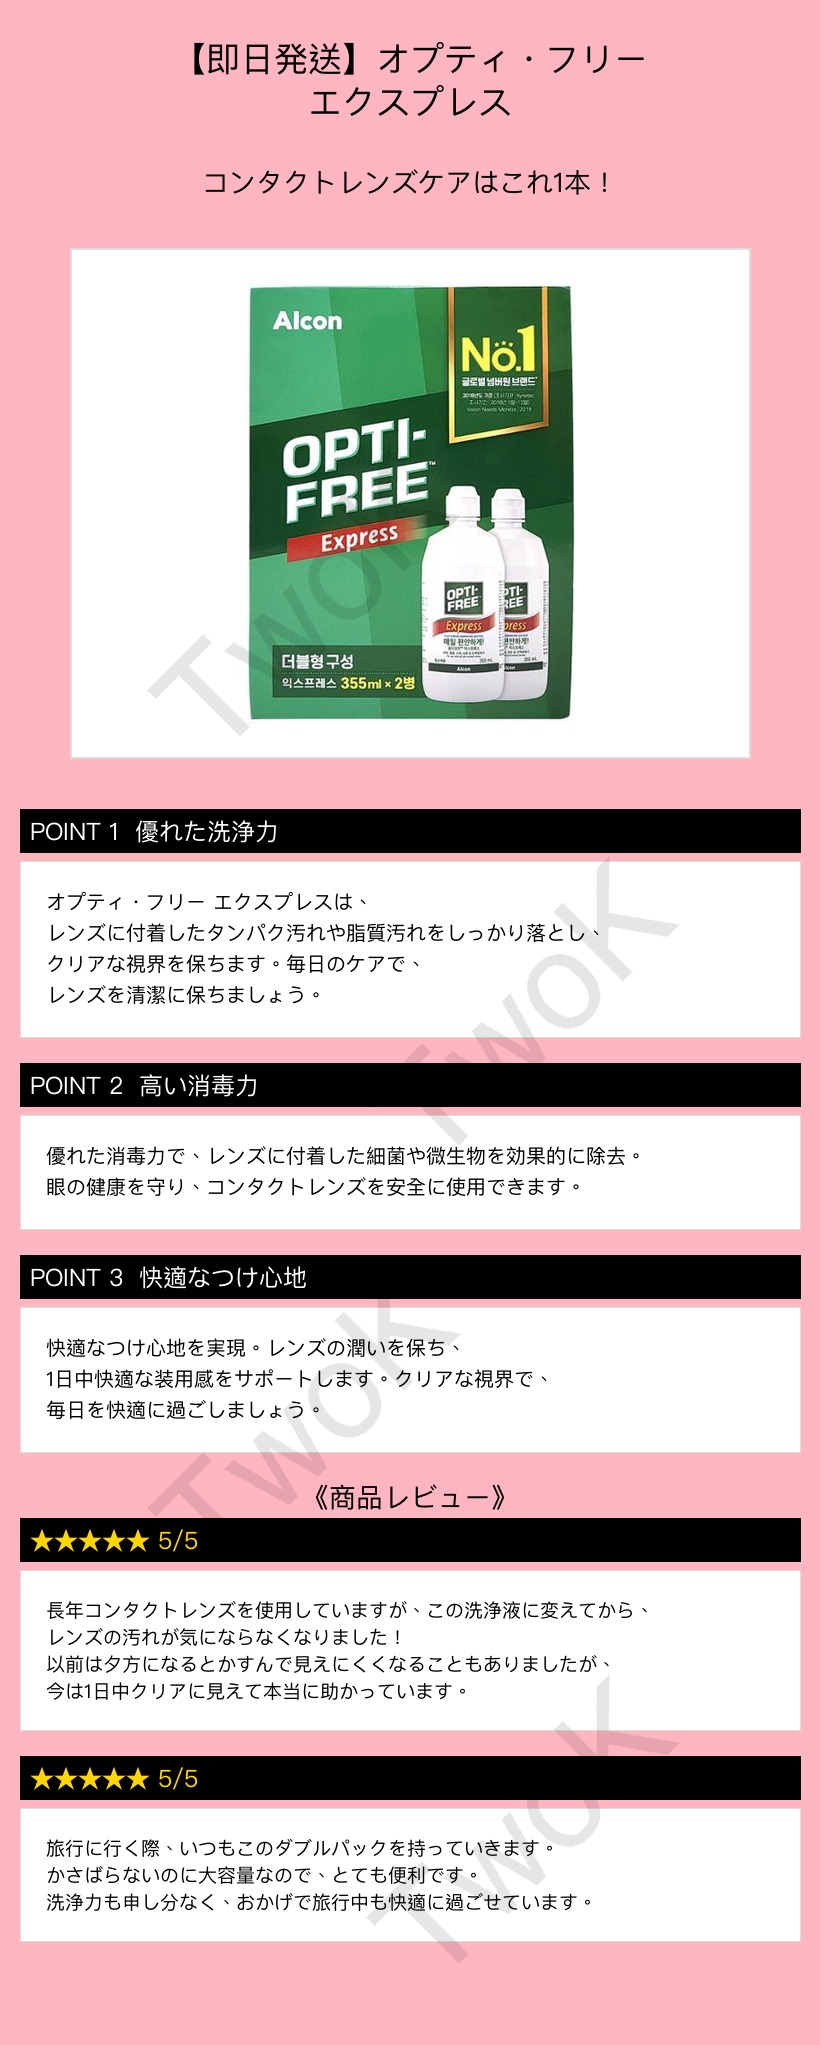 【即日発送】オプティ・フリー
エクスプレス
コンタクトレンズケアはこれ1本！
Alcon
No.1
글로벌 넘버원 브랜드
Vision Needs Monitor, 2018
OPTI-
FREE™
Express
OPTI-
FREE
Express
매일 편안하게!
355 mL
Alcon
더블형 구성
익스프레스 355ml × 2병
TwoK
POINT 1 優れた洗浄力
オプティ・フリー エクスプレスは、
レンズに付着したタンパク汚れや脂質汚れをしっかり落とし、
クリアな視界を保ちます。毎日のケアで、
レンズを清潔に保ちましょう。
TwoK
POINT 2 高い消毒力
優れた消毒力で、レンズに付着した細菌や微生物を効果的に除去。
眼の健康を守り、コンタクトレンズを安全に使用できます。
POINT 3 快適なつけ心地
快適なつけ心地を実現。レンズの潤いを保ち、
1日中快適な装用感をサポートします。クリアな視界で、
毎日を快適に過ごしましょう。
TwoK
《商品レビュー》
★★★★★ 5/5
長年コンタクトレンズを使用していますが、この洗浄液に変えてから、
レンズの汚れが気にならなくなりました！
以前は夕方になるとかすんで見えにくくなることもありましたが、
今は1日中クリアに見えて本当に助かっています。
★★★★★ 5/5
旅行に行く際、いつもこのダブルパックを持っていきます。
かさばらないのに大容量なので、とても便利です。
洗浄力も申し分なく、おかげで旅行中も快適に過ごせています。
TwoK